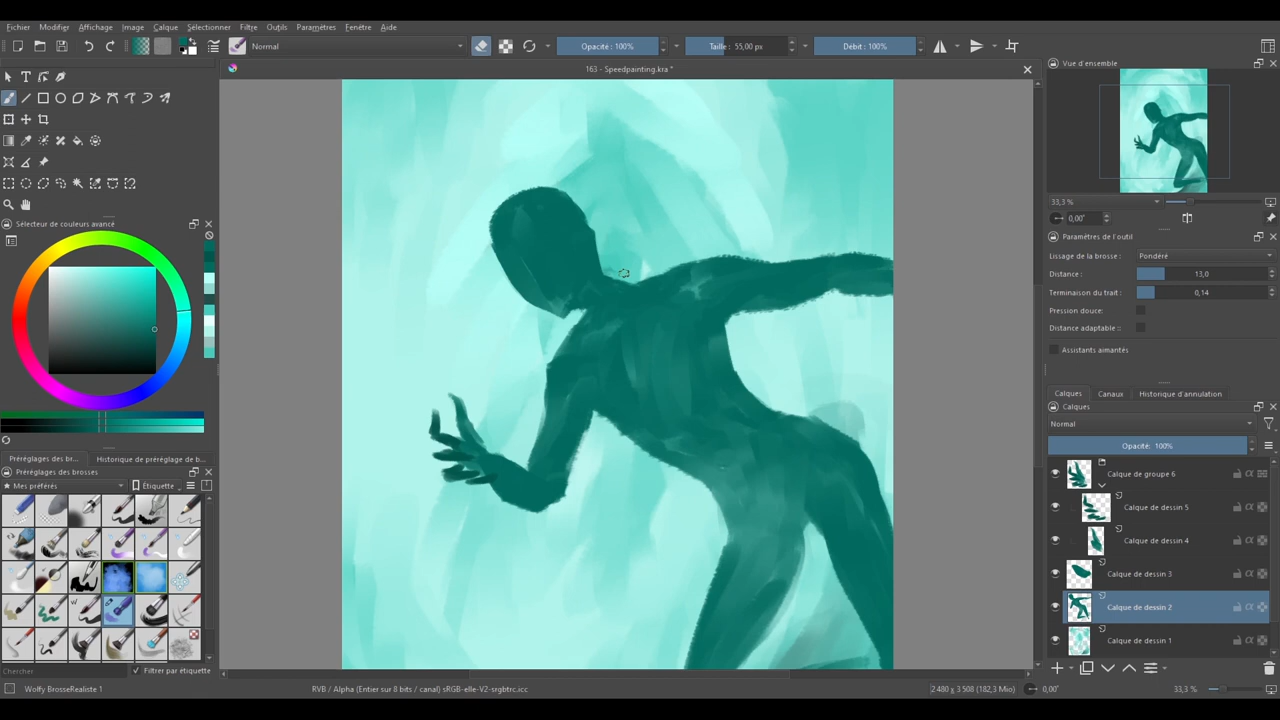 Fichier Modifier Affichage Image Calque Sélectionner Filtre Outils Paramètres Fenêtre Aide
Normal
Opacité : 100%
Taille : 55,00 px
Débit : 100%
163 - Speedpainting.kra *
Vue d'ensemble
33,3 %
0,00°
Paramètres de l'outil
Lissage de la brosse : Pondéré
Distance : 13,0
Terminaison du trait : 0,14
Pression douce:
Distance adaptable ::
Assistants aimantés
Calques Canaux Historique d'annulation
Calques
Normal
Opacité: 100%
Calque de groupe 6
Calque de dessin 5
Calque de dessin 4
Calque de dessin 3
Calque de dessin 2
Calque de dessin 1
Sélecteur de couleurs avancé
Préréglages des br... Historique de préréglage de b...
Préréglages des brosses
Mes préférés Étiquette
Chercher Filtrer par étiquette
Wolffy BrosseRealiste 1
RVB / Alpha (Entier sur 8 bits / canal) sRGB-elle-V2-srgbtrc.icc
2 480 x 3 508 (182,3 Mio)
0,00°
33,3 %